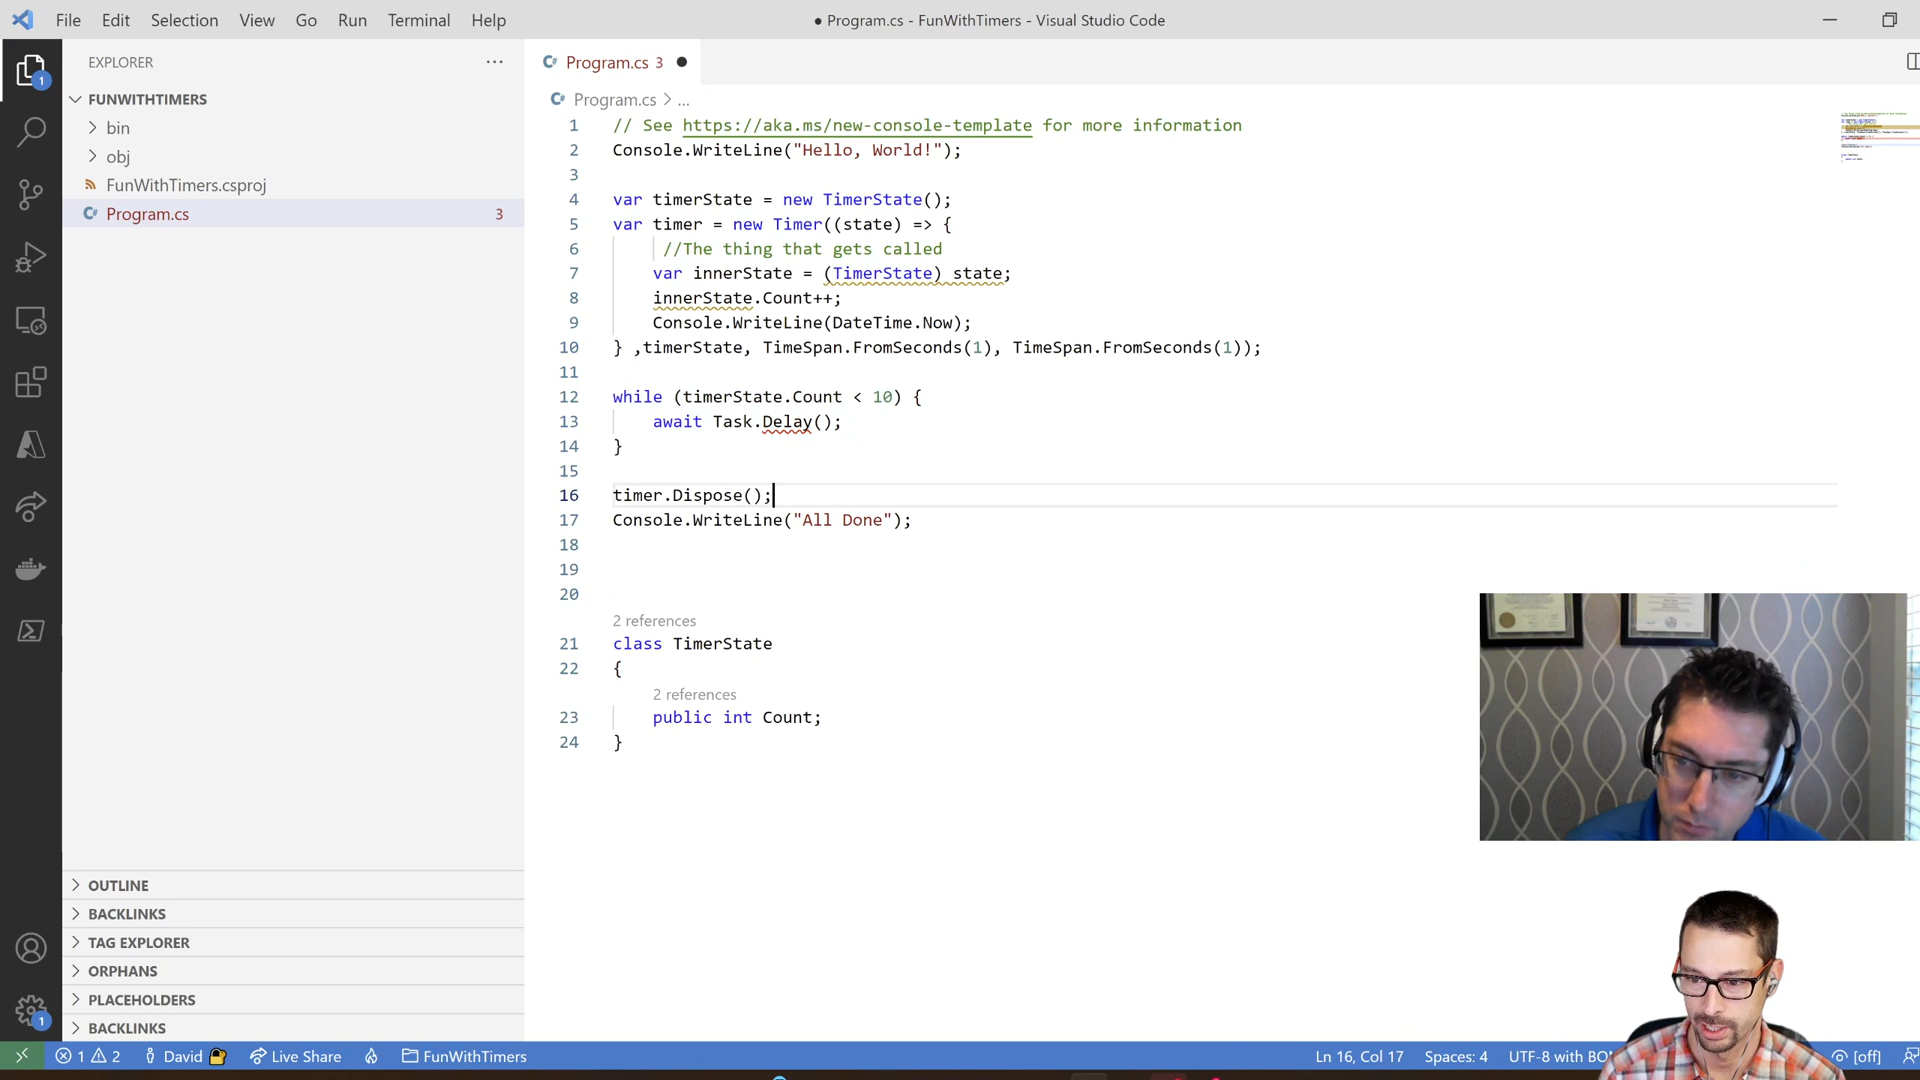 File Edit Selection View Go Run Terminal Help
● Program.cs - FunWithTimers - Visual Studio Code
EXPLORER
FUNWITHTIMERS
bin
obj
FunWithTimers.csproj
Program.cs 3
OUTLINE
BACKLINKS
TAG EXPLORER
ORPHANS
PLACEHOLDERS
BACKLINKS
Program.cs 3
Program.cs > ...
1 // See https://aka.ms/new-console-template for more information
2 Console.WriteLine("Hello, World!");
3
4 var timerState = new TimerState();
5 var timer = new Timer((state) => {
6 //The thing that gets called
7 var innerState = (TimerState) state;
8 innerState.Count++;
9 Console.WriteLine(DateTime.Now);
10 } ,timerState, TimeSpan.FromSeconds(1), TimeSpan.FromSeconds(1));
11
12 while (timerState.Count < 10) {
13 await Task.Delay();
14 }
15
16 timer.Dispose();
17 Console.WriteLine("All Done");
18
19
20
2 references
21 class TimerState
22 {
2 references
23 public int Count;
24 }
1
1
1 2 David Live Share FunWithTimers
Ln 16, Col 17 Spaces: 4 UTF-8 with BO [off]